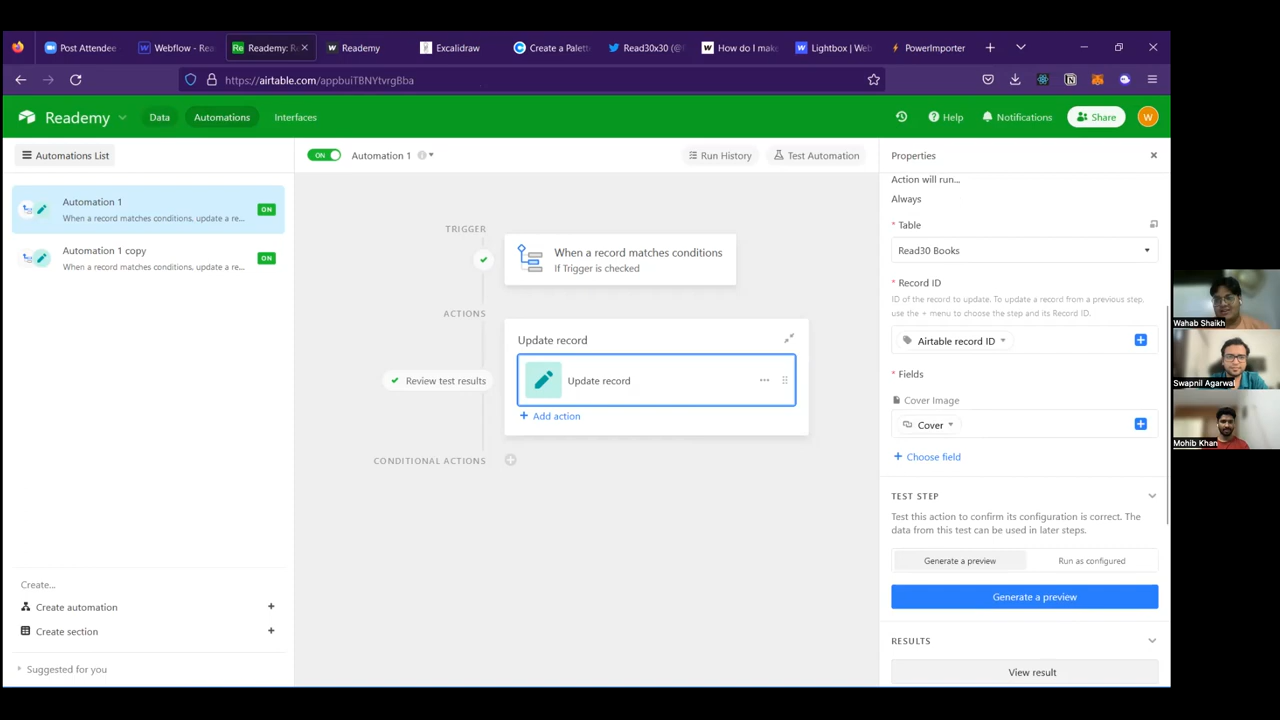 Post Attendee
Webflow - Rea
Readmy: R
Reademy
Excalidraw
Create a Palett
Read30x30 (@
How do I make
Lightbox | Web
PowerImporter
https://airtable.com/appbuiTBNYtvrgBba
Reademy
Data
Automations
Interfaces
Help
Notifications
Share
W
Automations List
ON
Automation 1
Run History
Test Automation
Properties
Automation 1
When a record matches conditions, update a re...
ON
Automation 1 copy
When a record matches conditions, update a re...
ON
TRIGGER
When a record matches conditions
If Trigger is checked
ACTIONS
Update record
Review test results
Update record
+ Add action
CONDITIONAL ACTIONS
Action will run...
Always
* Table
Read30 Books
* Record ID
ID of the record to update. To update a record from a previous step,
use the + menu to choose the step and its Record ID.
Airtable record ID
* Fields
Cover Image
Cover
+ Choose field
TEST STEP
Test this action to confirm its configuration is correct. The
data from this test can be used in later steps.
Generate a preview
Run as configured
Generate a preview
RESULTS
View result
Create...
Create automation
+
Create section
+
Suggested for you
Wahab Shaikh
Swapnil Agarwal
Mohib Khan